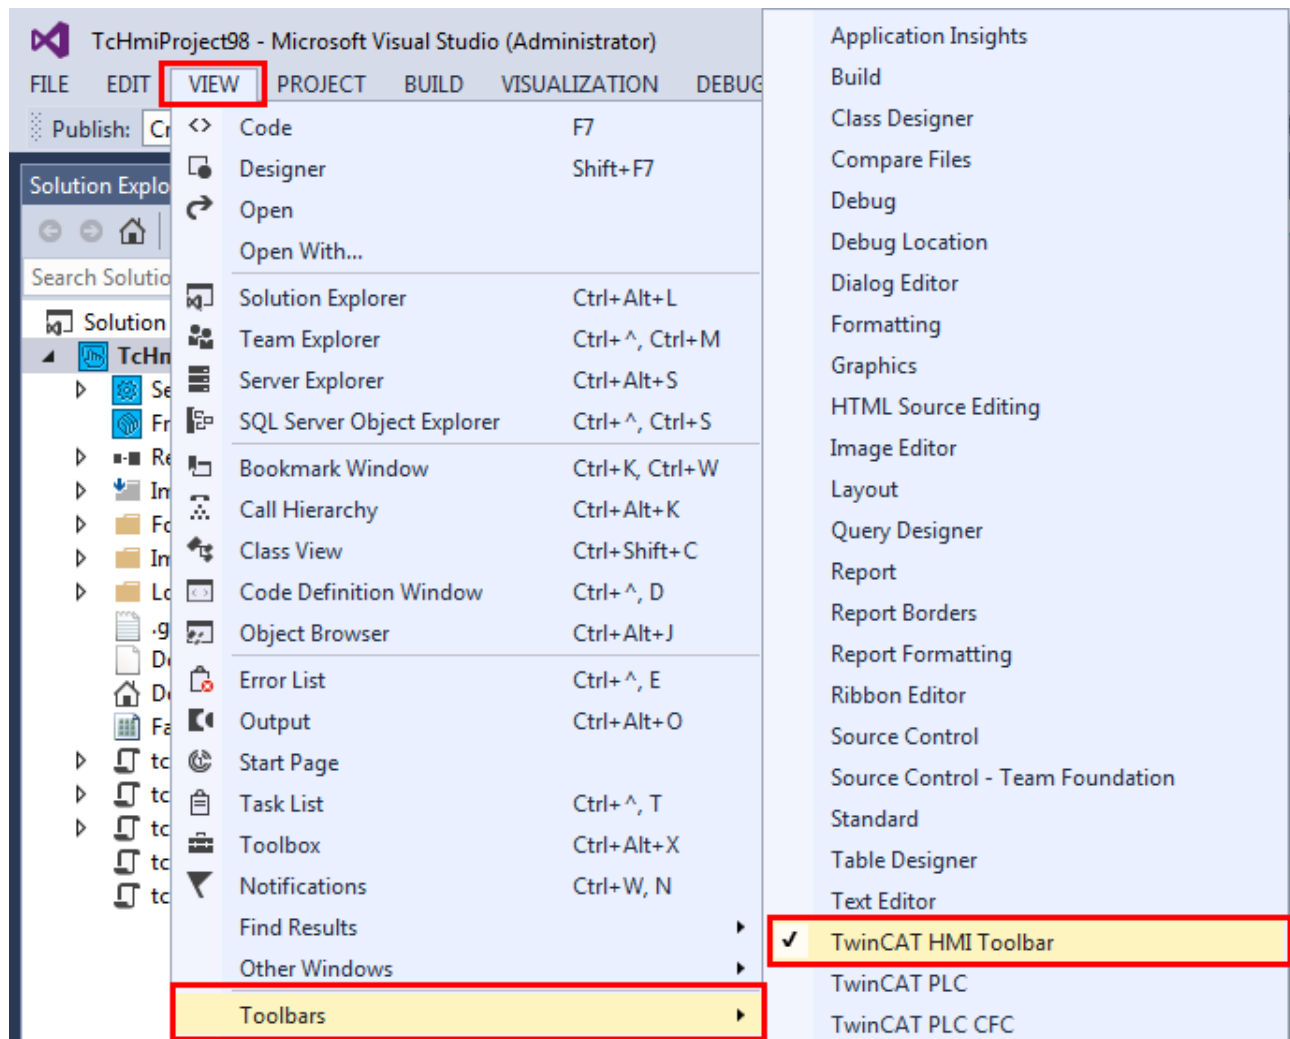 TcHmiProject98 - Microsoft Visual Studio (Administrator)
FILE EDIT VIEW PROJECT BUILD VISUALIZATION DEBUG
Publish:
Solution
Search
Solution
Code F7
Designer Shift+F7
Open
Open With...
Solution Explorer Ctrl+Alt+L
Team Explorer Ctrl+^, Ctrl+M
Server Explorer Ctrl+Alt+S
SQL Server Object Explorer Ctrl+^, Ctrl+S
Bookmark Window Ctrl+K, Ctrl+W
Call Hierarchy Ctrl+Alt+K
Class View Ctrl+Shift+C
Code Definition Window Ctrl+^, D
Object Browser Ctrl+Alt+J
Error List Ctrl+^, E
Output Ctrl+Alt+O
Start Page
Task List Ctrl+^, T
Toolbox Ctrl+Alt+X
Notifications Ctrl+W, N
Find Results
Other Windows
Toolbars
Application Insights
Build
Class Designer
Compare Files
Debug
Debug Location
Dialog Editor
Formatting
Graphics
HTML Source Editing
Image Editor
Layout
Query Designer
Report
Report Borders
Report Formatting
Ribbon Editor
Source Control
Source Control - Team Foundation
Standard
Table Designer
Text Editor
TwinCAT HMI Toolbar
TwinCAT PLC
TwinCAT PLC CFC